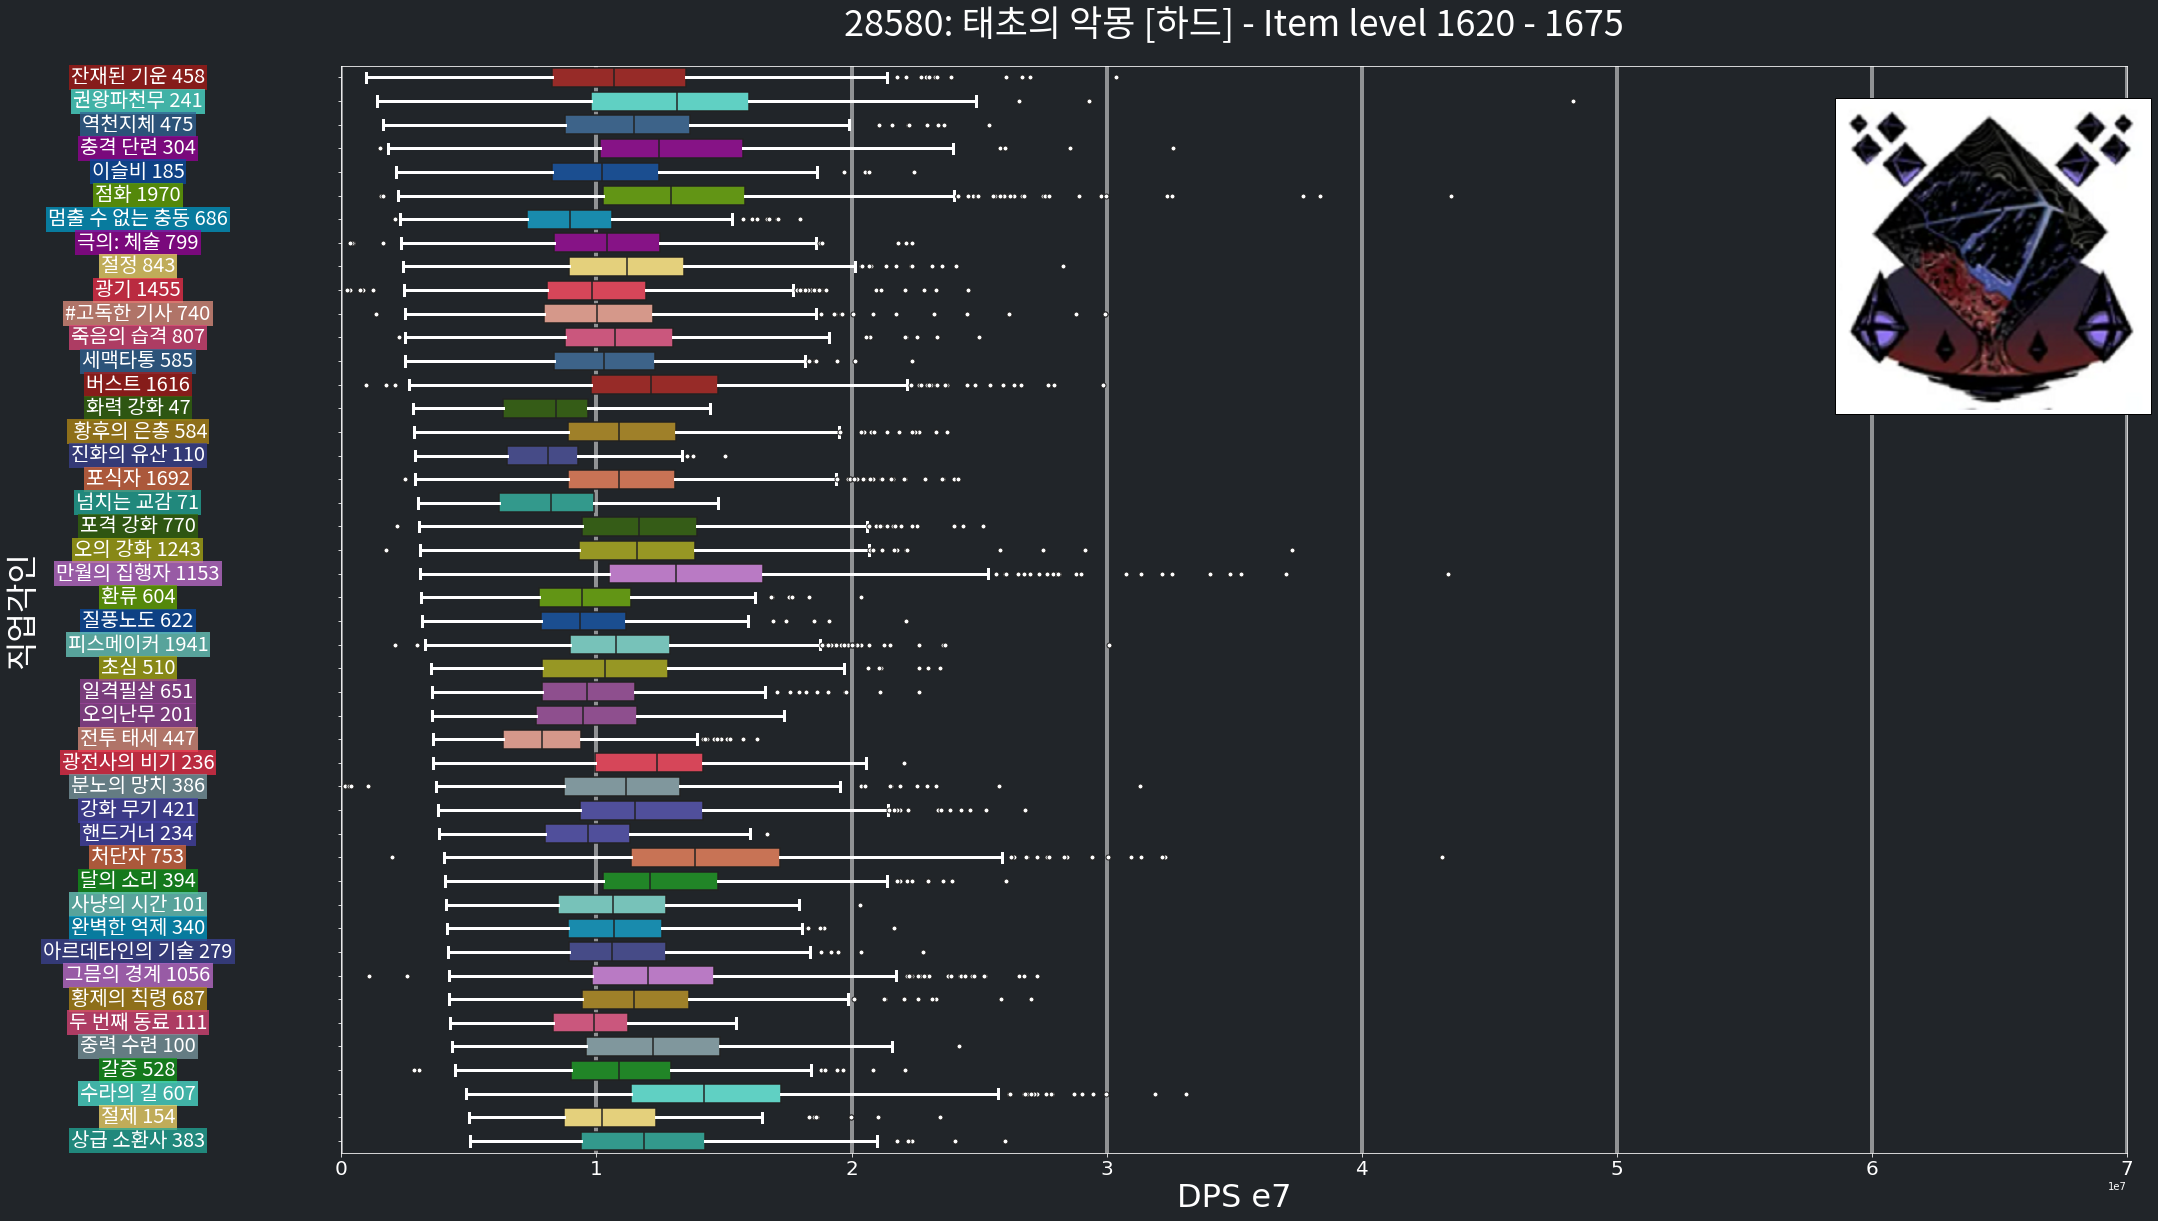 28580: 태초의 악몽 [하드] - Item level 1620 - 1675
잔재된 기운 458
권왕파천무 241
역천지체 475
충격 단련 304
이슬비 185
점화 1970
멈출 수 없는 충동 686
극의: 체술 799
절정 843
광기 1455
#고독한 기사 740
죽음의 습격 807
세맥타통 585
버스트 1616
화력 강화 47
황후의 은총 584
진화의 유산 110
포식자 1692
넘치는 교감 71
포격 강화 770
오의 강화 1243
만월의 집행자 1153
환류 604
질풍노도 622
피스메이커 1941
초심 510
일격필살 651
오의난무 201
전투 태세 447
광전사의 비기 236
분노의 망치 386
강화 무기 421
핸드거너 234
처단자 753
달의 소리 394
사냥의 시간 101
완벽한 억제 340
아르데타인의 기술 279
그믐의 경계 1056
황제의 칙령 687
두 번째 동료 111
중력 수련 100
갈증 528
수라의 길 607
절제 154
상급 소환사 383
직업각인
0 1 2 3 4 5 6 7
DPS e7
1e7